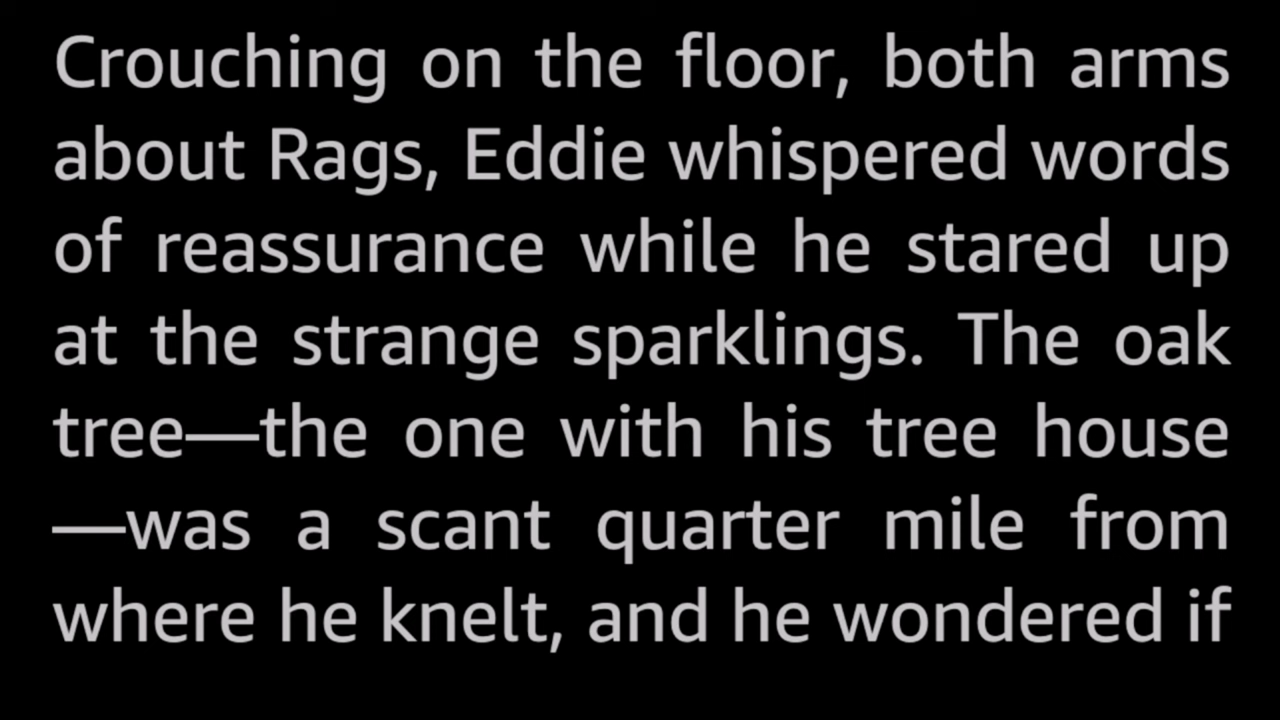 Crouching on the floor, both arms
about Rags, Eddie whispered words
of reassurance while he stared up
at the strange sparklings. The oak
tree—the one with his tree house
—was a scant quarter mile from
where he knelt, and he wondered if